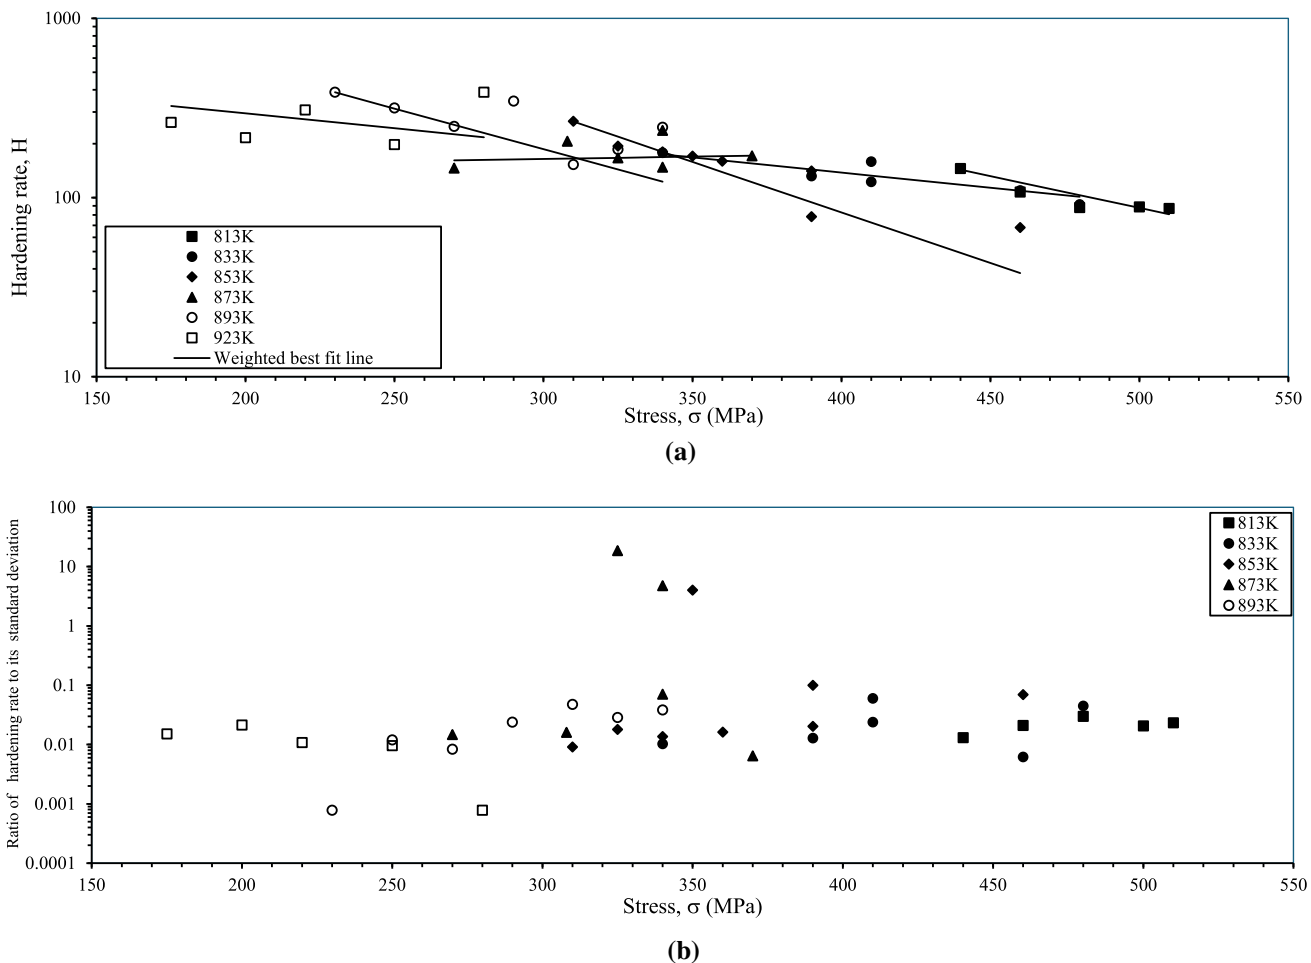 1000
100
10
Hardening rate, H
813K
833K
853K
873K
893K
923K
Weighted best fit line
150 200 250 300 350 400 450 500 550
Stress, σ (MPa)
(a)
100
10
1
0.1
0.01
0.001
0.0001
Ratio of hardening rate to its standard deviation
813K
833K
853K
873K
893K
150 200 250 300 350 400 450 500 550
Stress, σ (MPa)
(b)